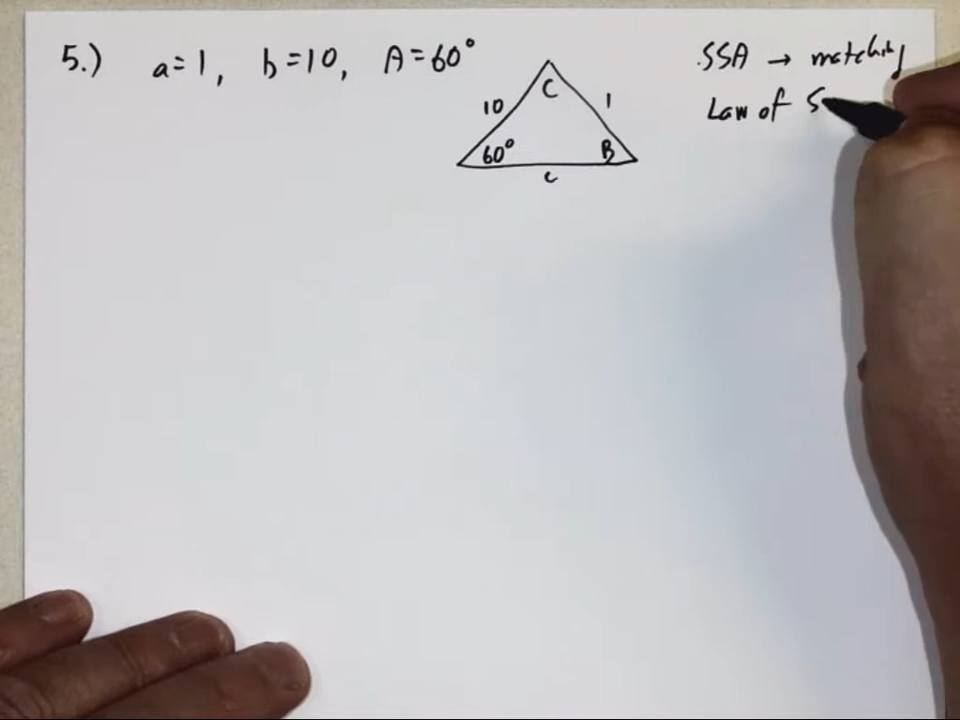 5.) a=1, b=10, A=60°
SSA → matching
Law of S
C
10
1
60°
B
c